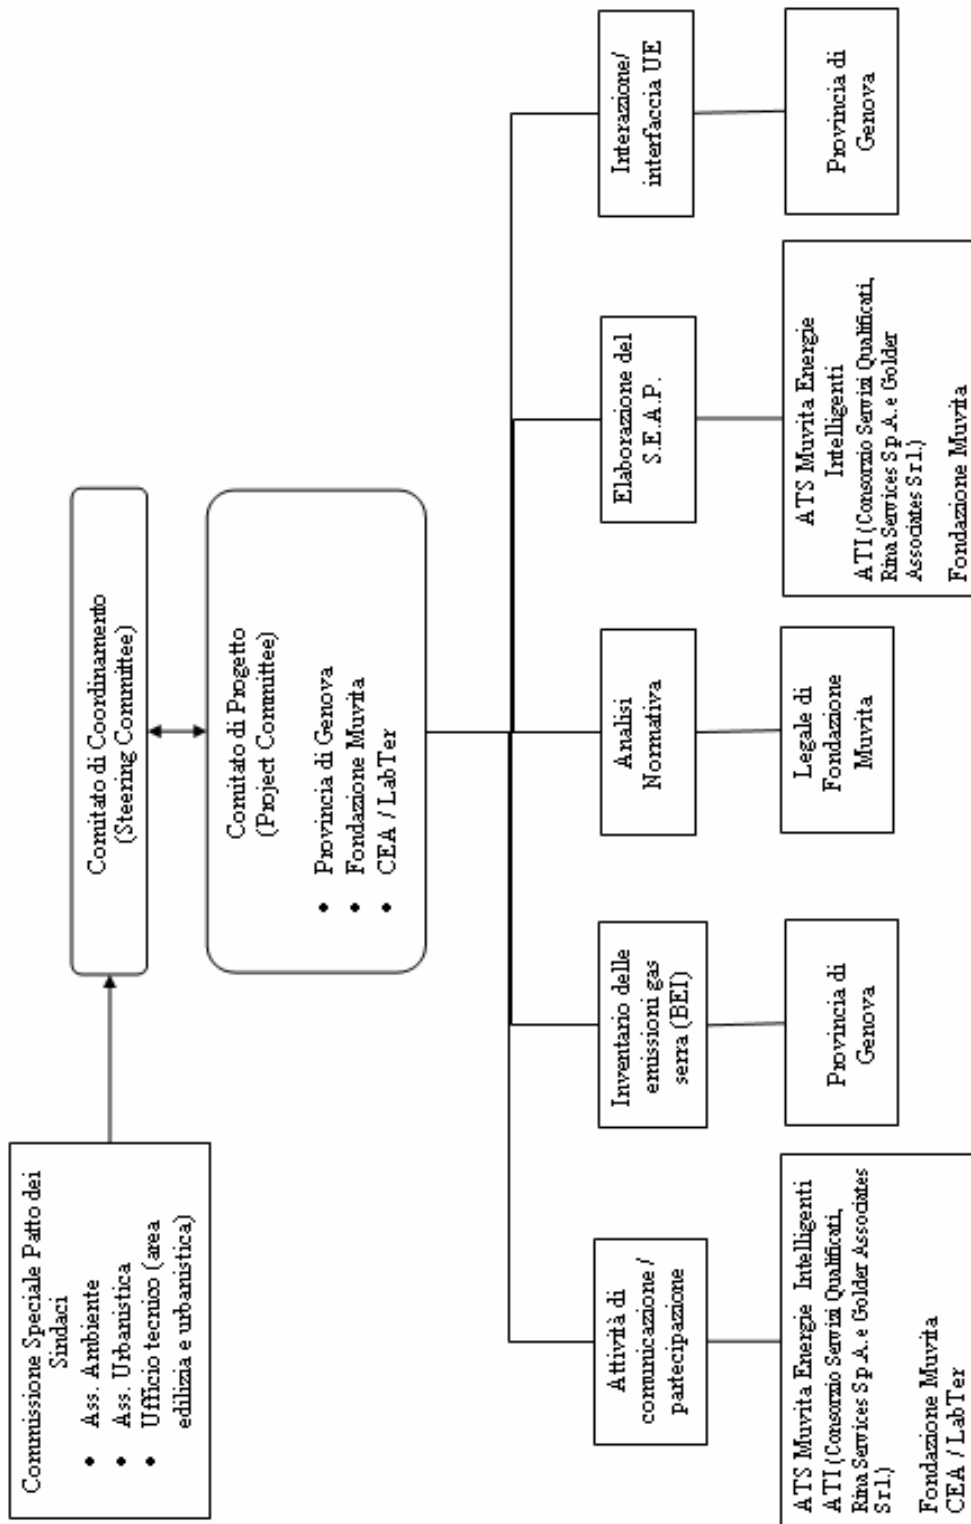 Commissione Speciale Patto dei
Sindaci
• Ass. Ambiente
• Ass. Urbanistica
• Ufficio tecnico (area
edilizia e urbanistica)
Comitato di Coordinamento
(Steering Committee)
Comitato di Progetto
(Project Committee)
• Provincia di Genova
• Fondazione Muvita
• CEA / LabTer
Attività di
comunicazione /
partecipazione
Inventario delle
emissioni gas
serra (BEI)
Analisi
Normativa
Elaborazione del
S.E.A.P.
Interazione/
interfaccia UE
ATS Muvita Energie Intelligenti
ATI (Consorzio Servizi Qualificati,
Rina Services S.p.A. e Golder Associates
S.r.l.)
Fondazione Muvita
CEA / LabTer
Provincia di
Genova
Legale di
Fondazione
Muvita
ATS Muvita Energie
Intelligenti
ATI (Consorzio Servizi Qualificati,
Rina Services S.p.A. e Golder
Associates S.r.l.)
Fondazione Muvita
Provincia di
Genova